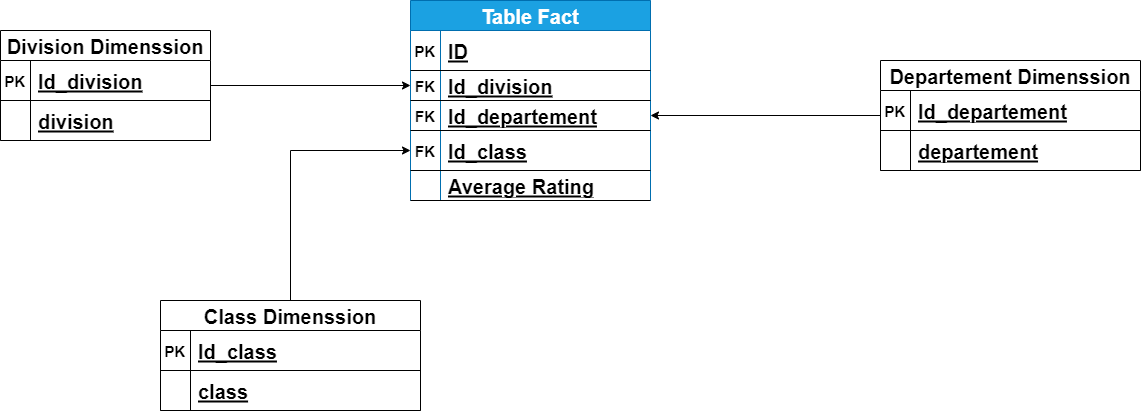 Table Fact
PK ID
FK Id_division
FK Id_departement
FK Id_class
Average Rating
Division Dimenssion
PK Id_division
division
Departement Dimenssion
PK Id_departement
departement
Class Dimenssion
PK Id_class
class